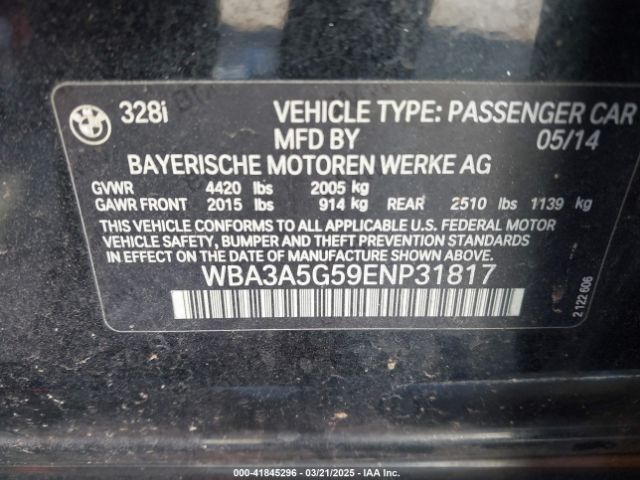 328i VEHICLE TYPE: PASSENGER CAR
MFD BY 05/14
BAYERISCHE MOTOREN WERKE AG
GVWR 4420 lbs 2005 kg
GAWR FRONT 2015 lbs 914 kg REAR 2510 lbs 1139 kg
THIS VEHICLE CONFORMS TO ALL APPLICABLE U.S. FEDERAL MOTOR
VEHICLE SAFETY, BUMPER AND THEFT PREVENTION STANDARDS
IN EFFECT ON THE DATE OF MANUFACTURE SHOWN ABOVE
WBA3A5G59ENP31817
2 122 606
000-41845296 - 03/21/2025 - IAA Inc.